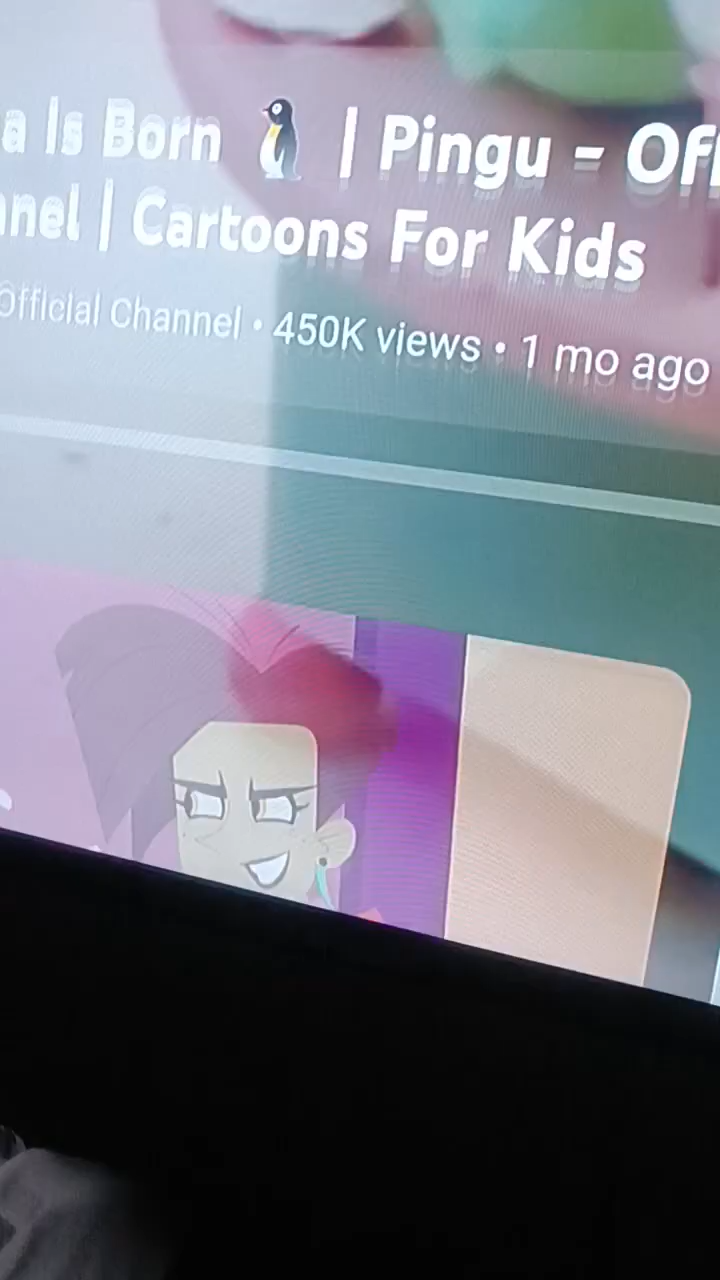 a Is Born 🐧 | Pingu - Off
nnel | Cartoons For Kids
Official Channel • 450K views • 1 mo ago